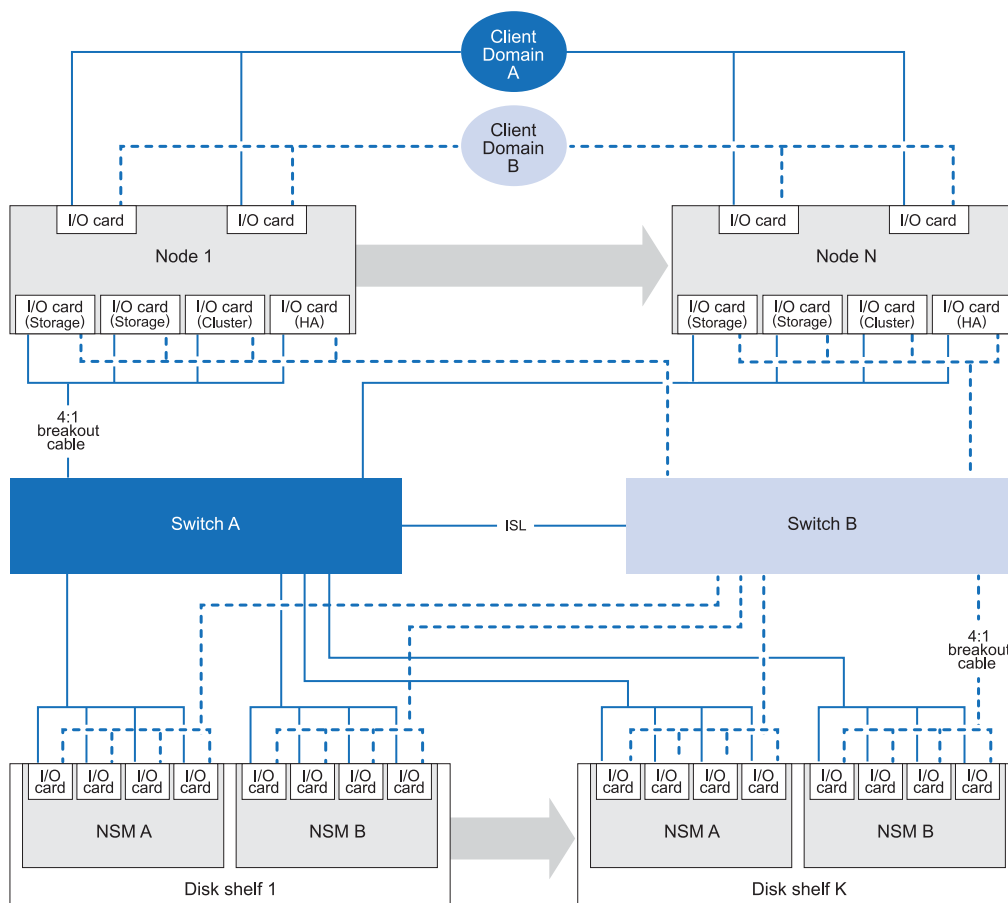 Client
Domain
A
Client
Domain
B
I/O card
I/O card
Node 1
I/O card
(Storage)
I/O card
(Storage)
I/O card
(Cluster)
I/O card
(HA)
I/O card
I/O card
Node N
I/O card
(Storage)
I/O card
(Storage)
I/O card
(Cluster)
I/O card
(HA)
4:1
breakout
cable
Switch A
ISL
Switch B
4:1
breakout
cable
I/O
card
I/O
card
I/O
card
I/O
card
NSM A
I/O
card
I/O
card
I/O
card
I/O
card
NSM B
Disk shelf 1
I/O
card
I/O
card
I/O
card
I/O
card
NSM A
I/O
card
I/O
card
I/O
card
I/O
card
NSM B
Disk shelf K